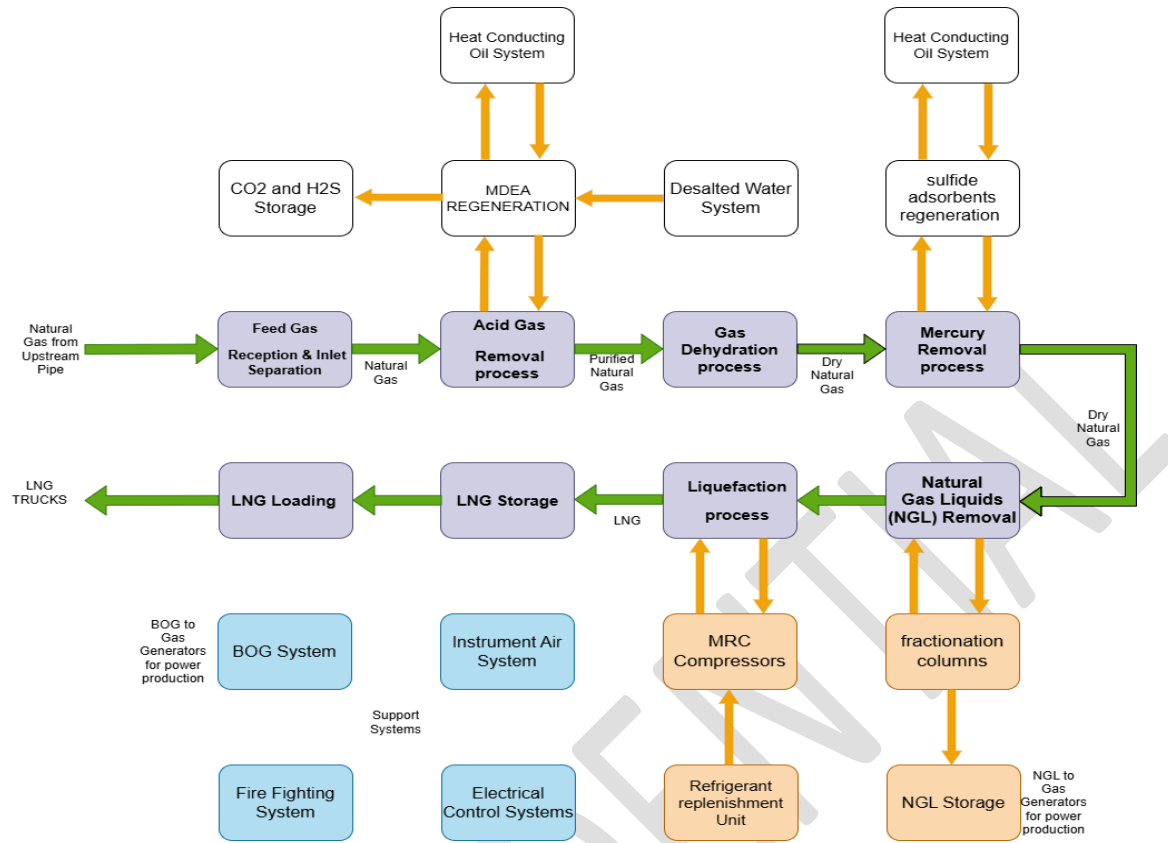 Heat Conducting
Oil System
Heat Conducting
Oil System
CO2 and H2S
Storage
MDEA
REGENERATION
Desalted Water
System
sulfide
adsorbents
regeneration
Natural
Gas from
Upstream
Pipe
Feed Gas
Reception & Inlet
Separation
Natural
Gas
Acid Gas
Removal
process
Purified
Natural
Gas
Gas
Dehydration
process
Dry
Natural
Gas
Mercury
Removal
process
Dry
Natural
Gas
LNG
TRUCKS
LNG Loading
LNG Storage
LNG
Liquefaction
process
Natural
Gas Liquids
(NGL) Removal
BOG to
Gas
Generators
for power
production
BOG System
Instrument Air
System
MRC
Compressors
fractionation
columns
Support
Systems
Fire Fighting
System
Electrical
Control Systems
Refrigerant
replenishment
Unit
NGL Storage
NGL to
Gas
Generators
for power
production
ENTIAL